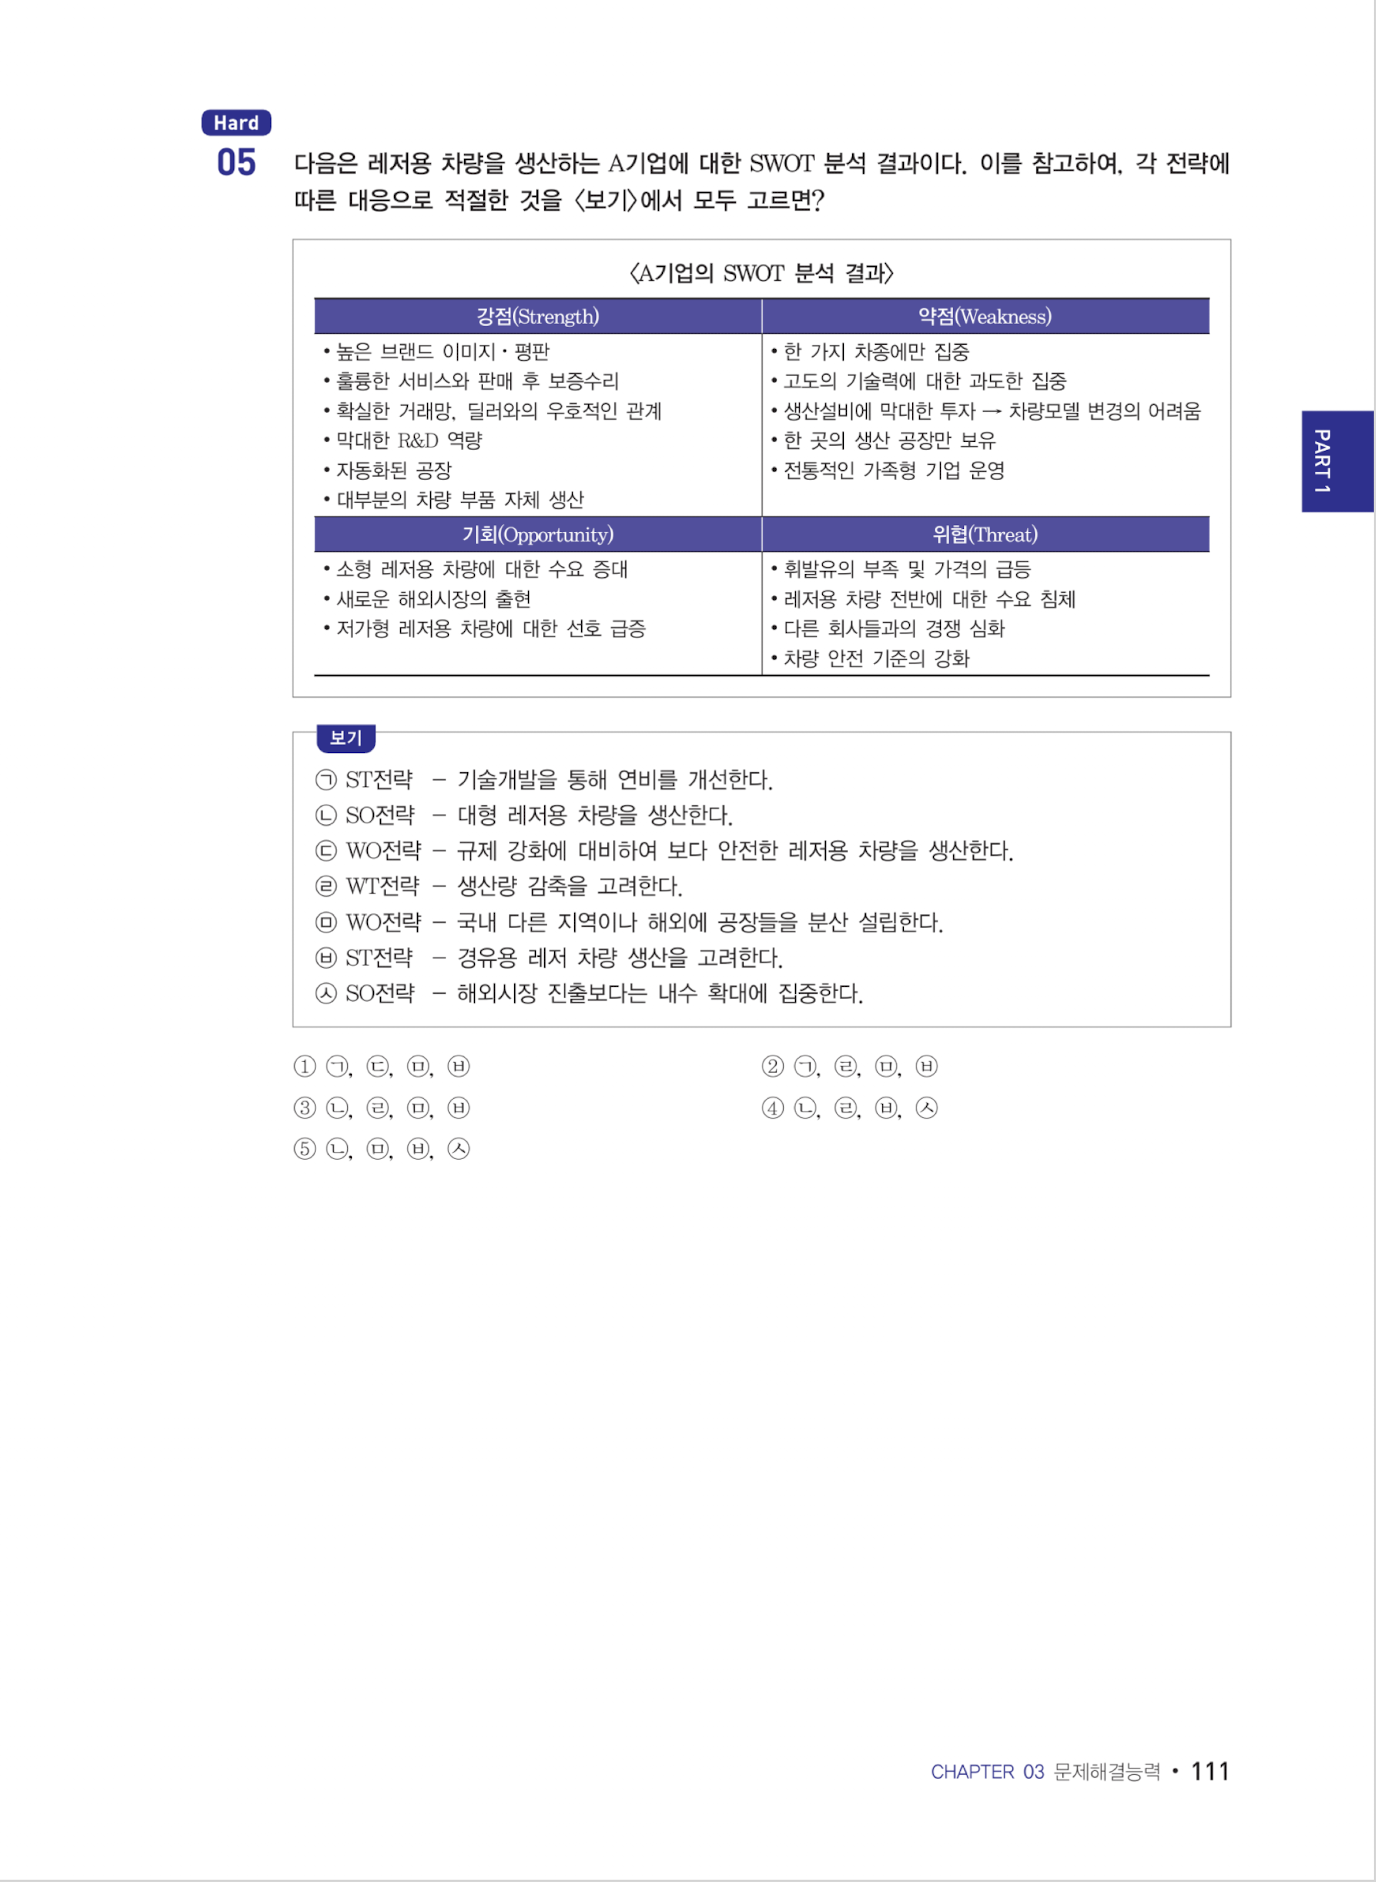 Hard
05 다음은 레저용 차량을 생산하는 A기업에 대한 SWOT 분석 결과이다. 이를 참고하여, 각 전략에
따른 대응으로 적절한 것을 〈보기〉에서 모두 고르면?
〈A기업의 SWOT 분석 결과〉
강점(Strength) 약점(Weakness)
• 높은 브랜드 이미지·평판
• 훌륭한 서비스와 판매 후 보증수리
• 확실한 거래망, 딜러와의 우호적인 관계
• 막대한 R&D 역량
• 자동화된 공장
• 대부분의 차량 부품 자체 생산
• 한 가지 차종에만 집중
• 고도의 기술력에 대한 과도한 집중
• 생산설비에 막대한 투자 → 차량모델 변경의 어려움
• 한 곳의 생산 공장만 보유
• 전통적인 가족형 기업 운영
기회(Opportunity) 위협(Threat)
• 소형 레저용 차량에 대한 수요 증대
• 새로운 해외시장의 출현
• 저가형 레저용 차량에 대한 선호 급증
• 휘발유의 부족 및 가격의 급등
• 레저용 차량 전반에 대한 수요 침체
• 다른 회사들과의 경쟁 심화
• 차량 안전 기준의 강화
보기
㉠ ST전략 – 기술개발을 통해 연비를 개선한다.
㉡ SO전략 – 대형 레저용 차량을 생산한다.
㉢ WO전략 – 규제 강화에 대비하여 보다 안전한 레저용 차량을 생산한다.
㉣ WT전략 – 생산량 감축을 고려한다.
㉤ WO전략 – 국내 다른 지역이나 해외에 공장들을 분산 설립한다.
㉥ ST전략 – 경유용 레저 차량 생산을 고려한다.
㉦ SO전략 – 해외시장 진출보다는 내수 확대에 집중한다.
① ㉠, ㉢, ㉤, ㉥ ② ㉠, ㉣, ㉤, ㉥
③ ㉡, ㉣, ㉤, ㉥ ④ ㉡, ㉣, ㉥, ㉦
⑤ ㉡, ㉤, ㉥, ㉦
PART 1
CHAPTER 03 문제해결능력 • 111